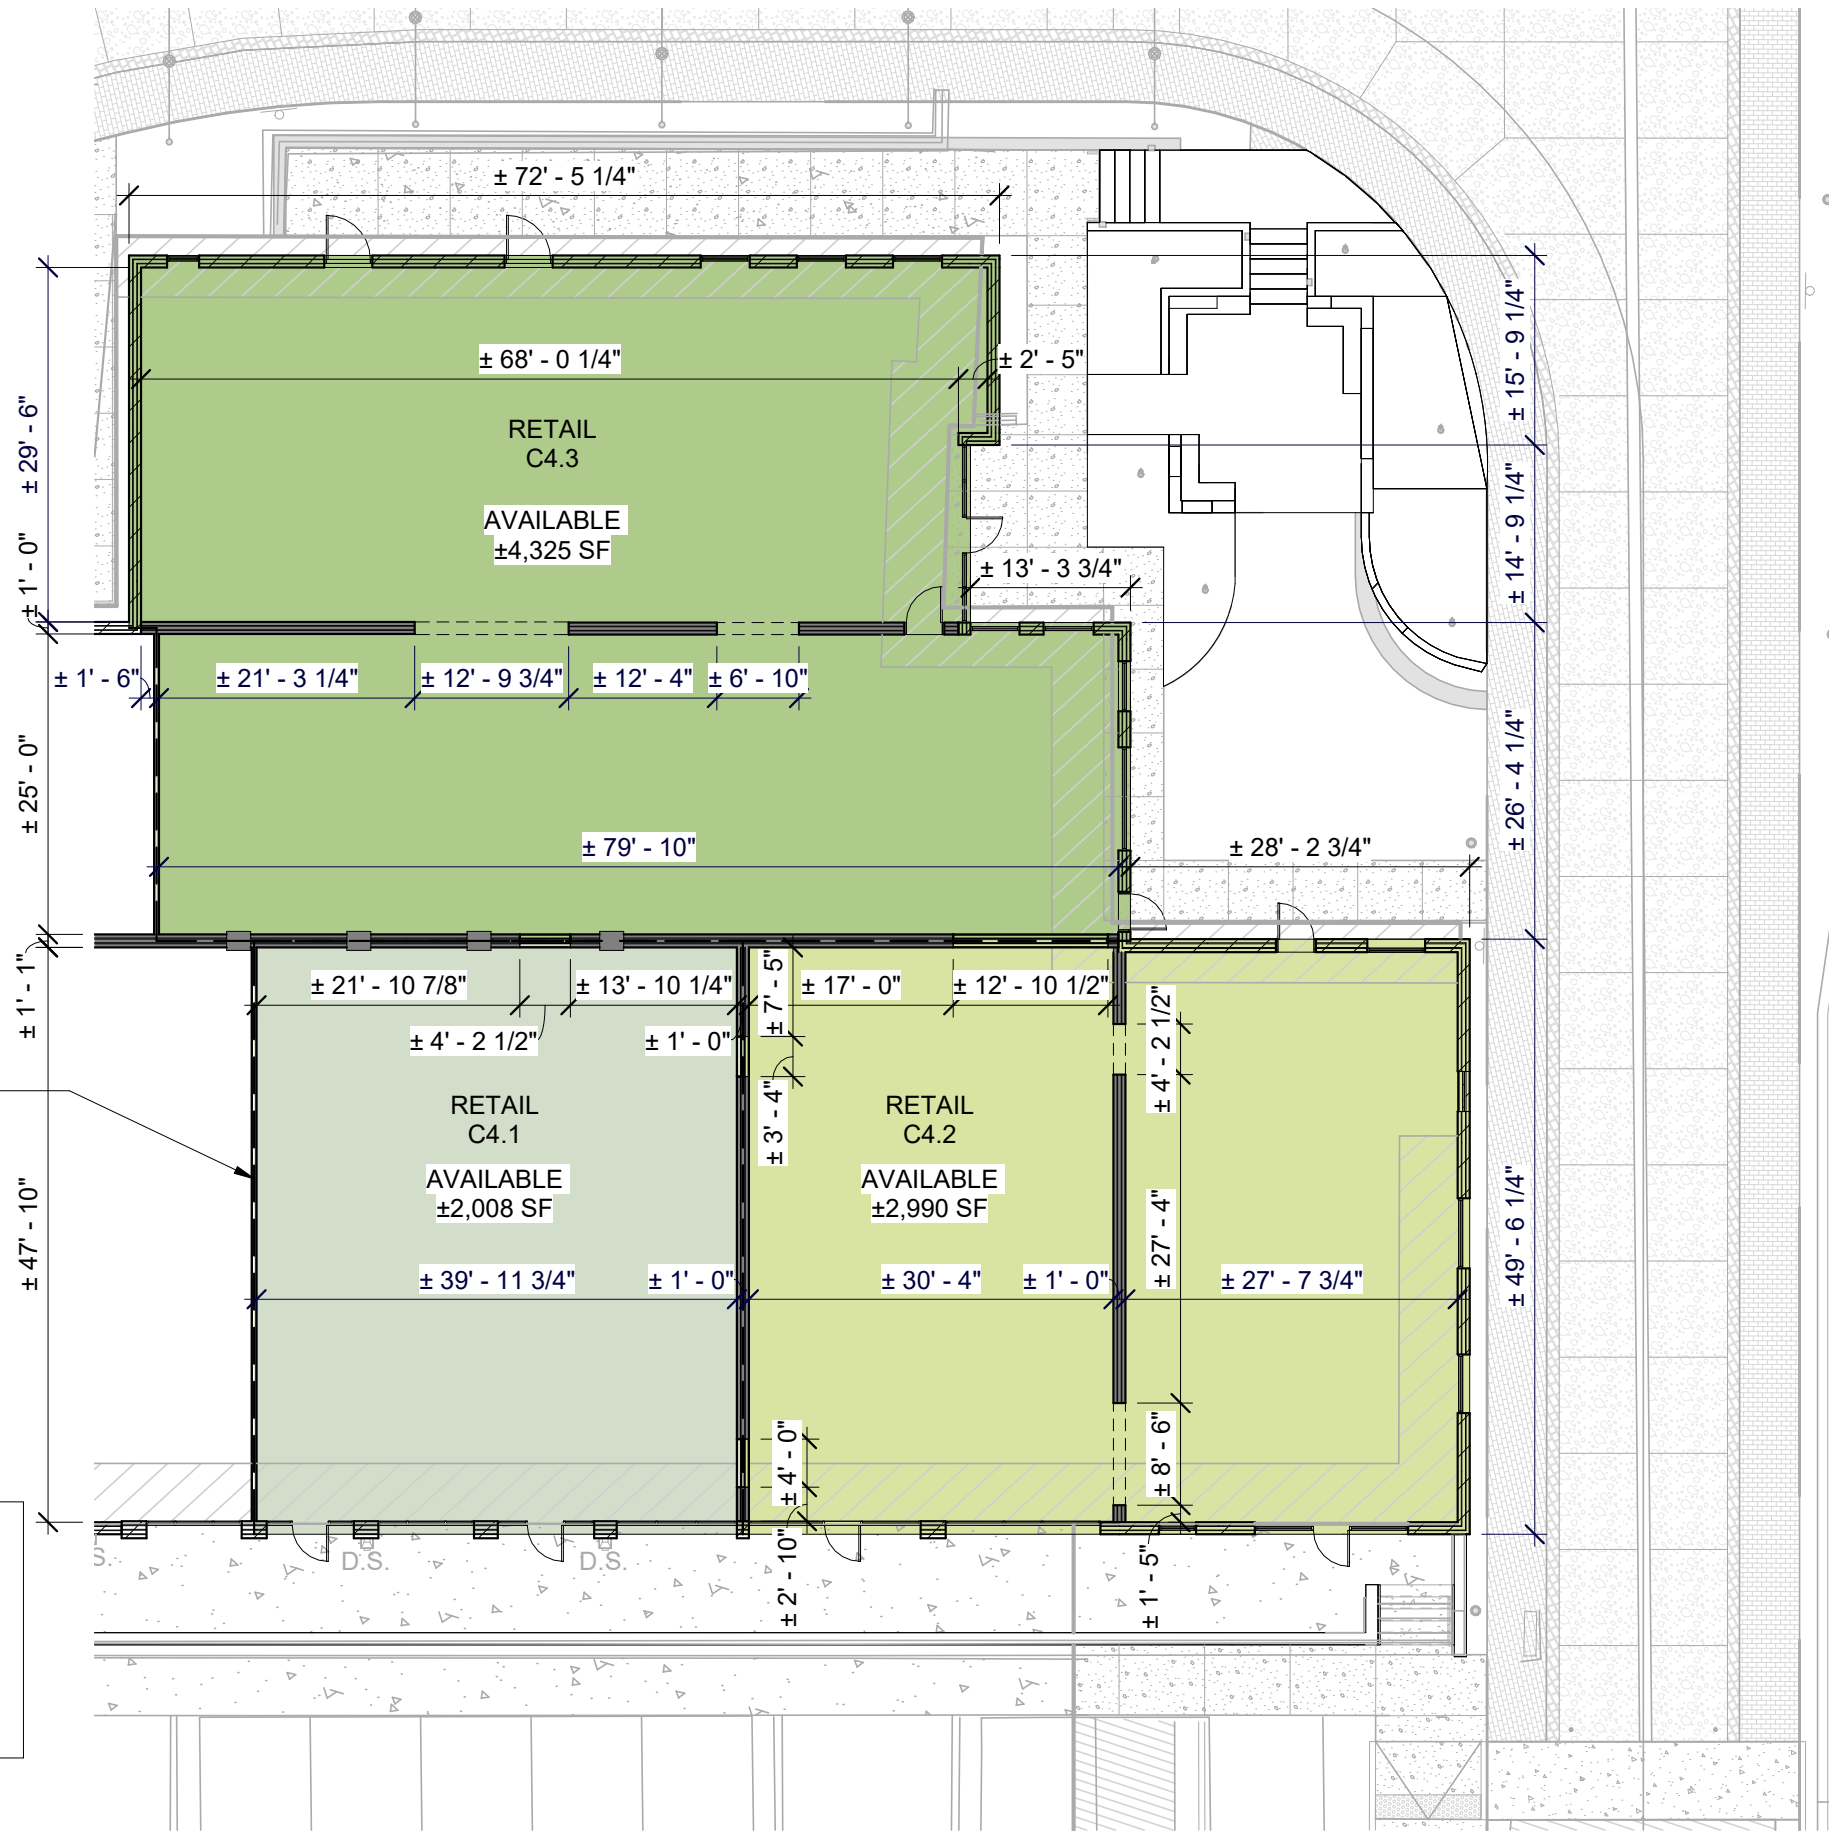 ± 72' - 5 1/4"
± 15' - 9 1/4"
± 68' - 0 1/4"
± 2' - 5"
± 29' - 6"
RETAIL
C4.3
AVAILABLE
±4,325 SF
± 14' - 9 1/4"
± 1' - 0"
± 13' - 3 3/4"
± 1' - 6"
± 21' - 3 1/4"
± 12' - 9 3/4"
± 12' - 4"
± 6' - 10"
± 25' - 0"
± 26' - 4 1/4"
± 79' - 10"
± 28' - 2 3/4"
± 1' - 1"
± 21' - 10 7/8"
± 13' - 10 1/4"
± 7' - 5"
± 17' - 0"
± 12' - 10 1/2"
± 4' - 2 1/2"
± 4' - 2 1/2"
± 1' - 0"
± 3' - 4"
RETAIL
C4.1
AVAILABLE
±2,008 SF
RETAIL
C4.2
AVAILABLE
±2,990 SF
± 47' - 10"
± 27' - 4"
± 49' - 6 1/4"
± 39' - 11 3/4"
± 1' - 0"
± 30' - 4"
± 1' - 0"
± 27' - 7 3/4"
± 4' - 0"
± 8' - 6"
± 2' - 10"
± 1' - 5"
S.
D.S.
D.S.